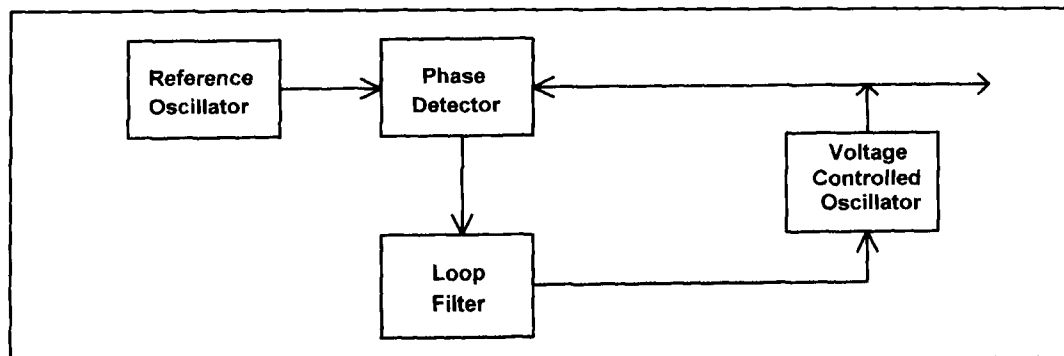 Reference
Oscillator
Phase
Detector
Voltage
Controlled
Oscillator
Loop
Filter